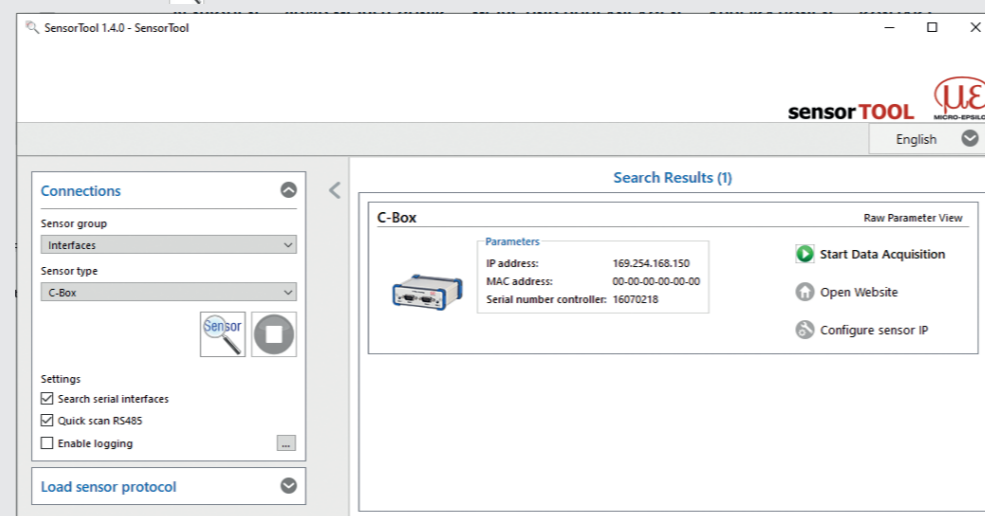 SensorTool 1.4.0 - SensorTool
sensorTOOL
MICRO-EPSILO
English
Connections
Sensor group
Interfaces
Sensor type
C-Box
Sensor
Settings
Search serial interfaces
Quick scan RS485
Enable logging
...
Load sensor protocol
Search Results (1)
C-Box
Raw Parameter View
Parameters
IP address: 169.254.168.150
MAC address: 00-00-00-00-00-00
Serial number controller: 16070218
Start Data Acquisition
Open Website
Configure sensor IP